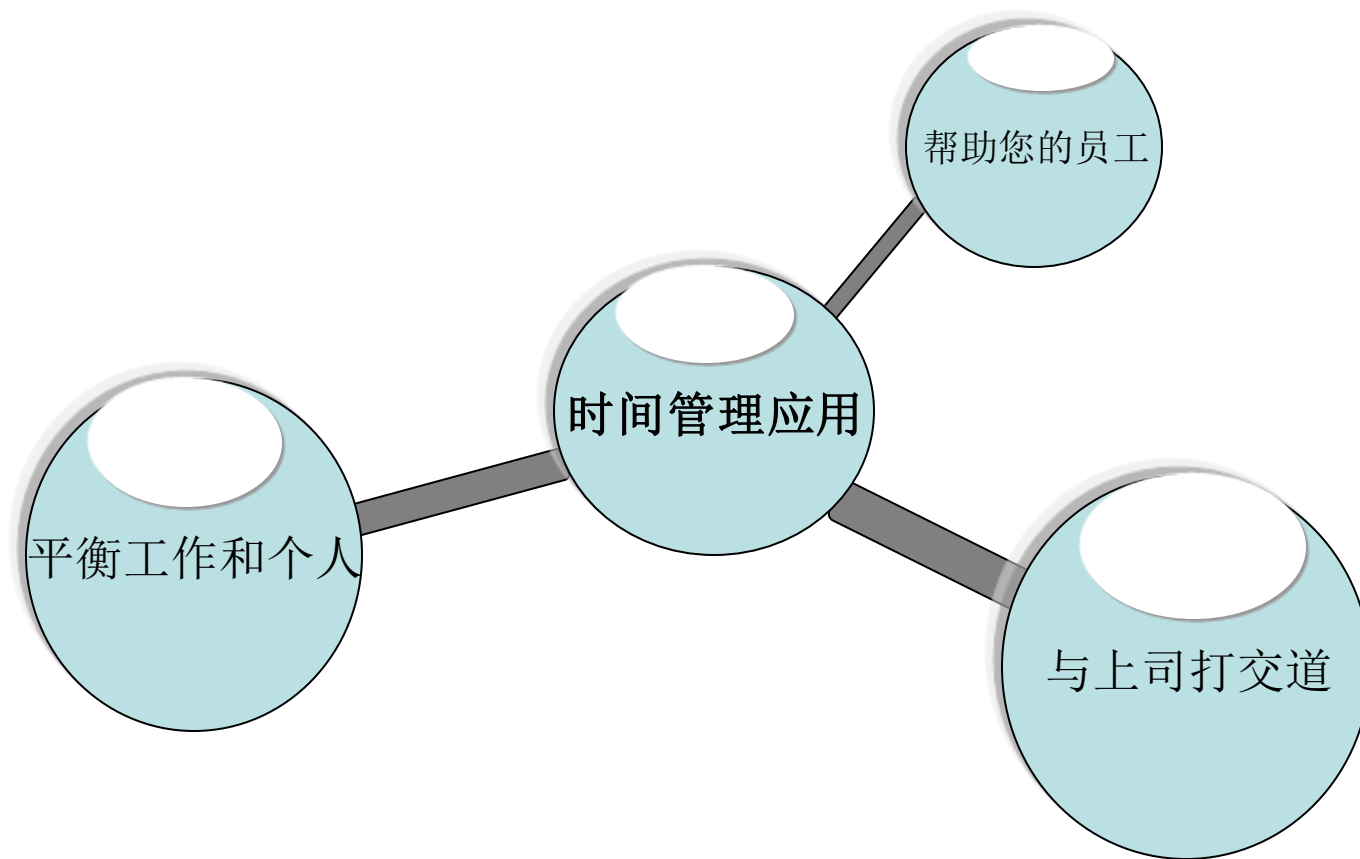 帮助您的员工
时间管理应用
平衡工作和个人
与上司打交道